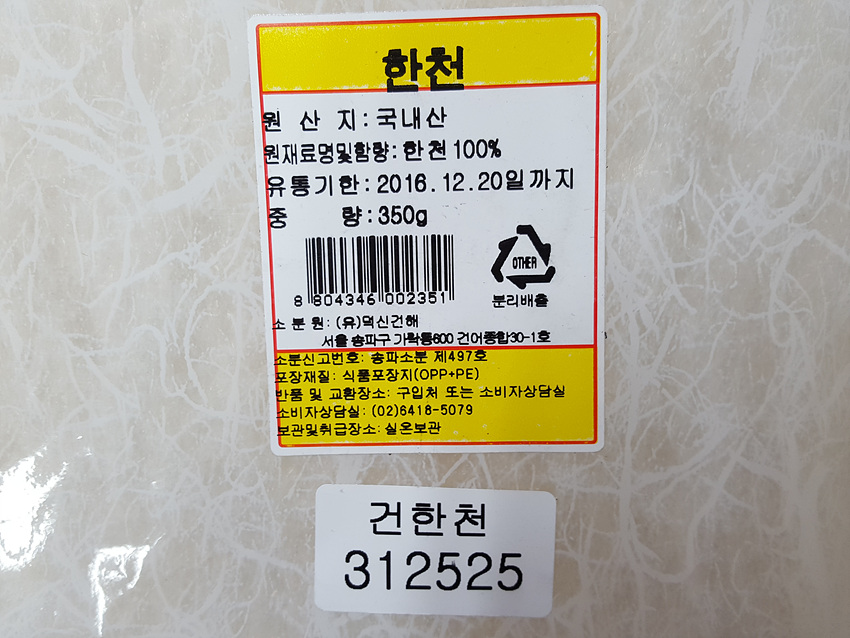 한천
원 산 지: 국내산
원재료명및함량: 한천 100%
유통기한: 2016.12.20일까지
중 량: 350g
OTHER
분리배출
8 804346 002351
소 분 원: (유)덕신건해
서울 송파구 가락동600 건어종합30-1호
소분신고번호: 송파소분 제497호
포장재질: 식품포장지(OPP+PE)
반품 및 교환장소: 구입처 또는 소비자상담실
소비자상담실: (02)6418-5079
보관및취급장소: 실온보관
건한천
312525